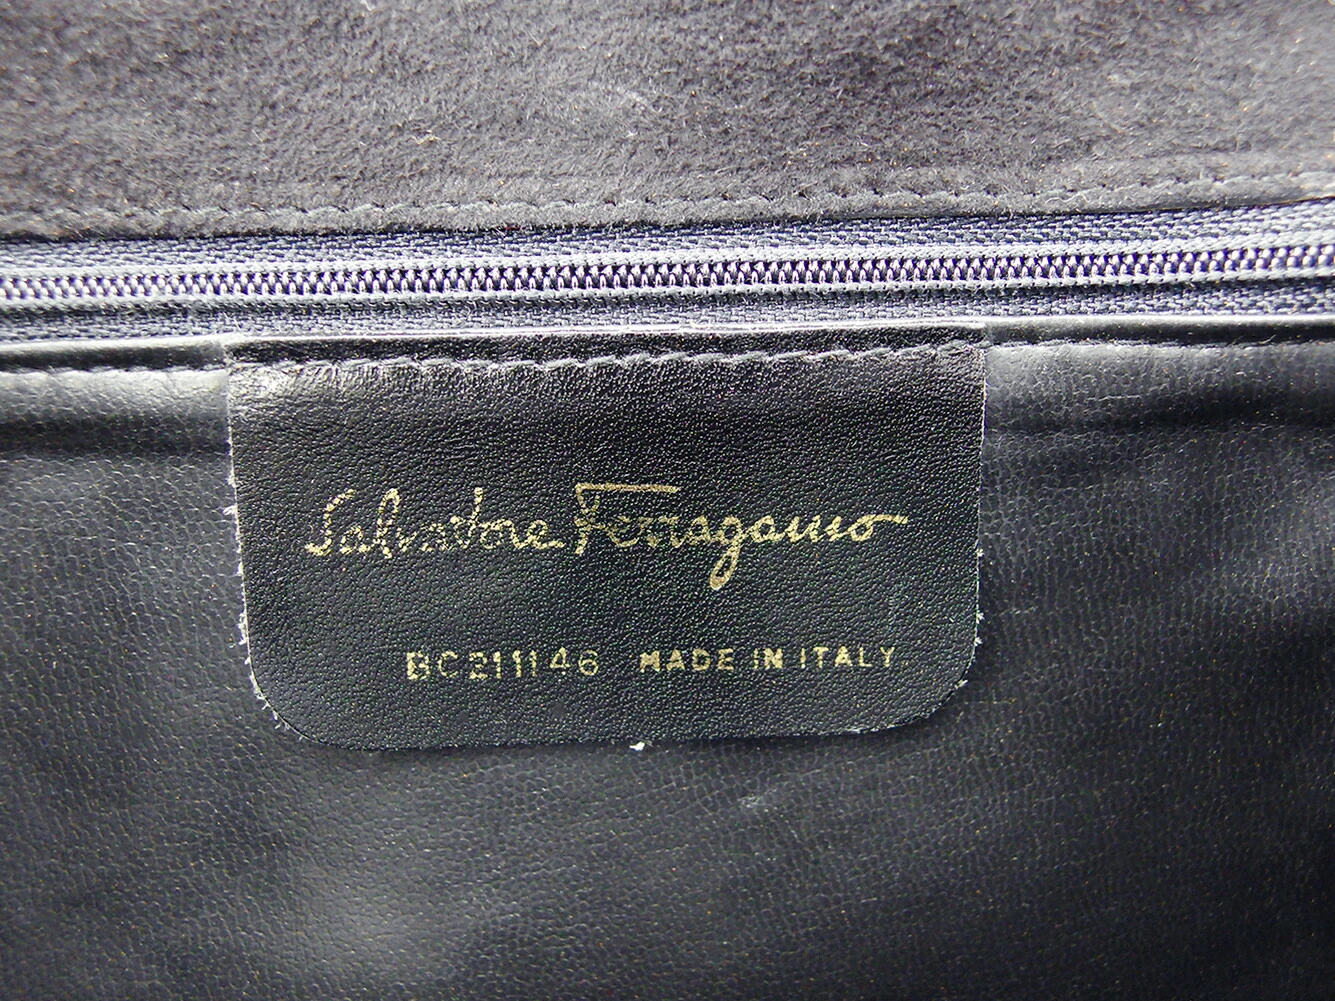 Salvatore Ferragamo
BC211146 MADE IN ITALY